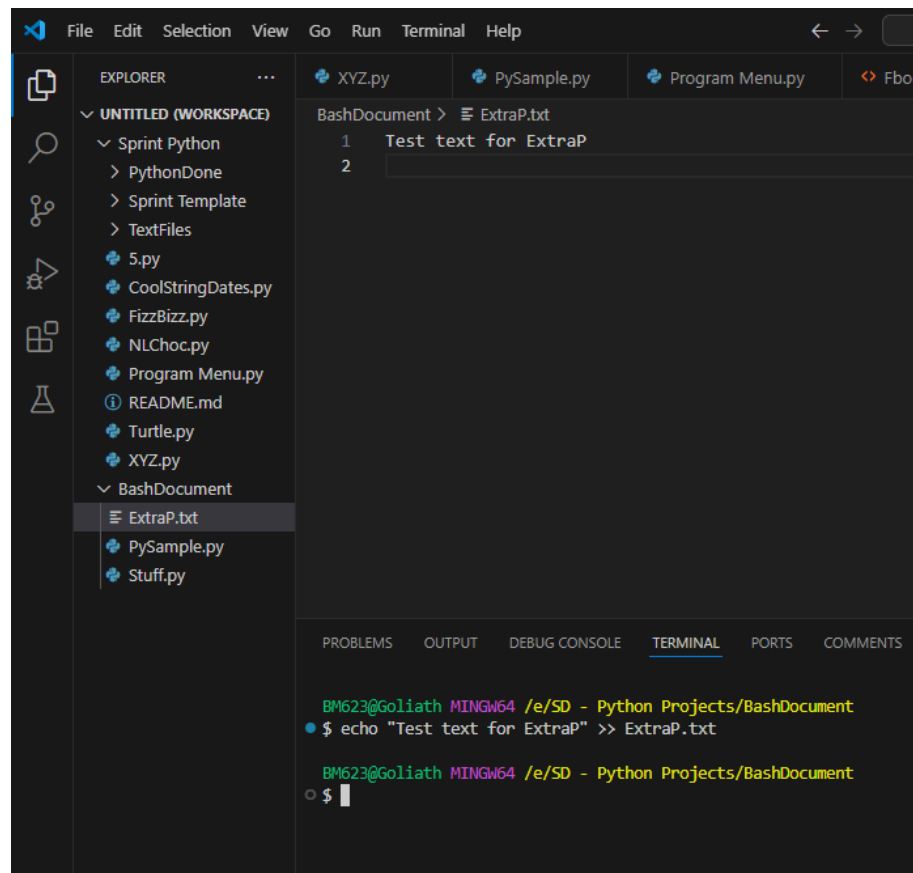 File Edit Selection View Go Run Terminal Help
EXPLORER
UNTITLED (WORKSPACE)
Sprint Python
PythonDone
Sprint Template
TextFiles
5.py
CoolStringDates.py
FizzBizz.py
NLChoc.py
Program Menu.py
README.md
Turtle.py
XYZ.py
BashDocument
ExtraP.txt
PySample.py
Stuff.py
XYZ.py PySample.py Program Menu.py Fbo
BashDocument > ExtraP.txt
1 Test text for ExtraP
2
PROBLEMS OUTPUT DEBUG CONSOLE TERMINAL PORTS COMMENTS
BM623@Goliath MINGW64 /e/SD - Python Projects/BashDocument
$ echo "Test text for ExtraP" >> ExtraP.txt
BM623@Goliath MINGW64 /e/SD - Python Projects/BashDocument
$